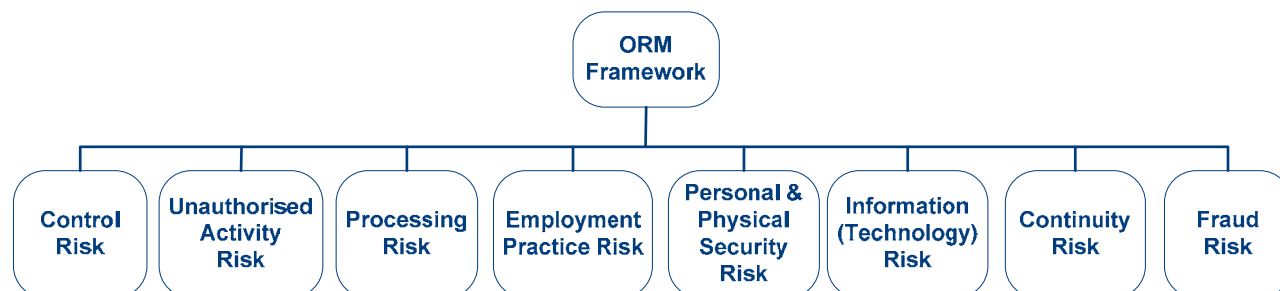 ORM
Framework
Control
Risk
Unauthorised
Activity
Risk
Processing
Risk
Employment
Practice Risk
Personal &
Physical
Security
Risk
Information
(Technology)
Risk
Continuity
Risk
Fraud
Risk